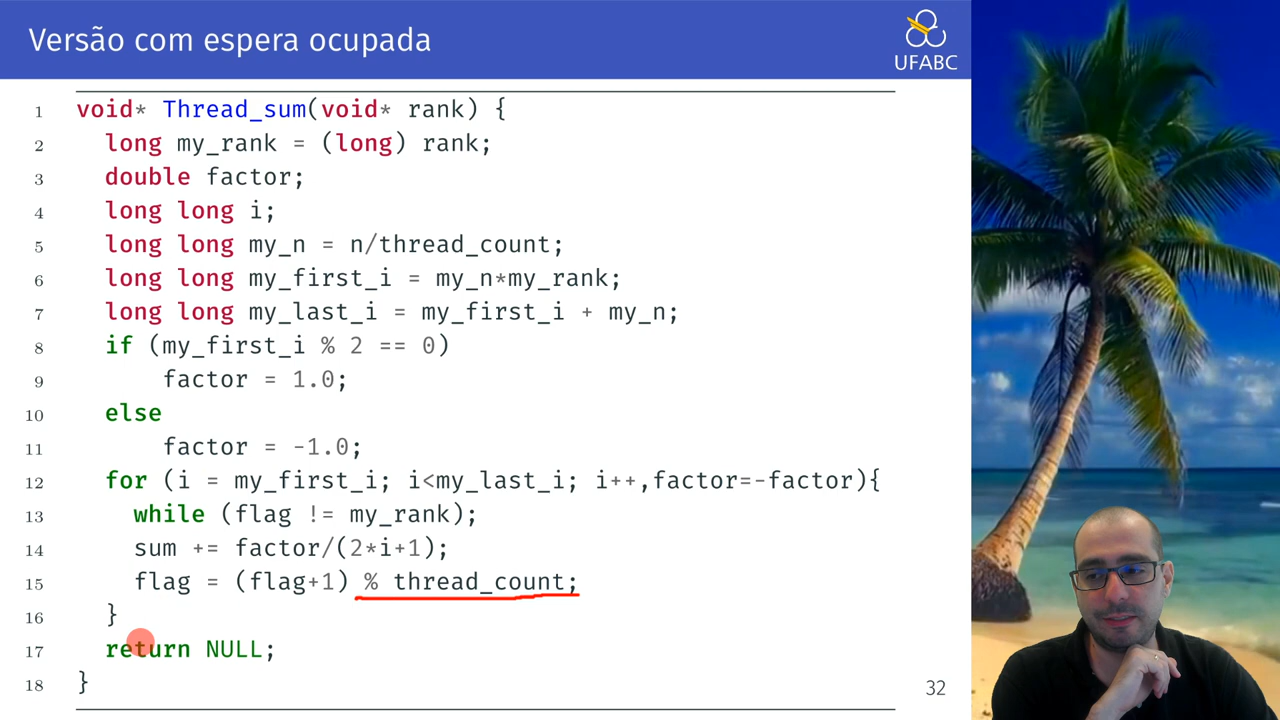 Versão com espera ocupada
UFABC
1 void* Thread_sum(void* rank) {
2 long my_rank = (long) rank;
3 double factor;
4 long long i;
5 long long my_n = n/thread_count;
6 long long my_first_i = my_n*my_rank;
7 long long my_last_i = my_first_i + my_n;
8 if (my_first_i % 2 == 0)
9 factor = 1.0;
10 else
11 factor = -1.0;
12 for (i = my_first_i; i<my_last_i; i++,factor=-factor){
13 while (flag != my_rank);
14 sum += factor/(2*i+1);
15 flag = (flag+1) % thread_count;
16 }
17 return NULL;
18 }
32